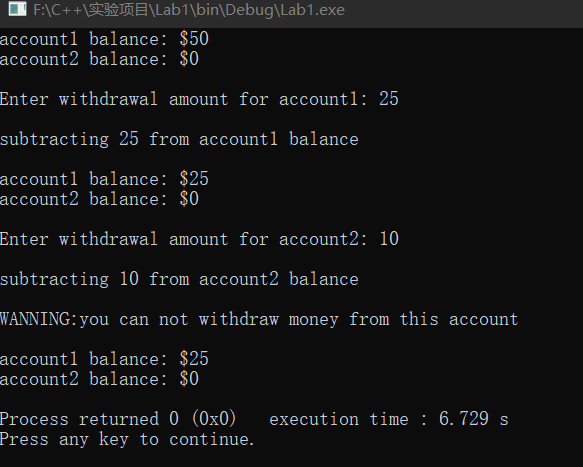 F:\C++\实验项目\Lab1\bin\Debug\Lab1.exe
account1 balance: $50
account2 balance: $0
Enter withdrawal amount for account1: 25
subtracting 25 from account1 balance
account1 balance: $25
account2 balance: $0
Enter withdrawal amount for account2: 10
subtracting 10 from account2 balance
WANNING:you can not withdraw money from this account
account1 balance: $25
account2 balance: $0
Process returned 0 (0x0)   execution time : 6.729 s
Press any key to continue.